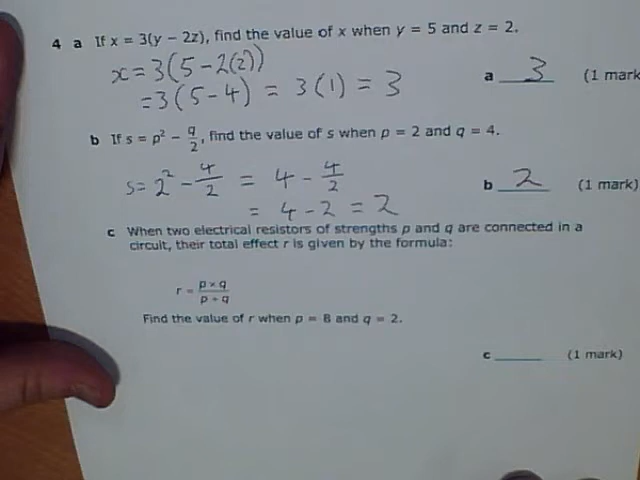 4 a If x = 3(y − 2z), find the value of x when y = 5 and z = 2.
x = 3(5 − 2(2))
= 3(5 − 4) = 3(1) = 3
a 3 (1 mark
b If s = p² − q/2, find the value of s when p = 2 and q = 4.
s = 2² − 4/2 = 4 − 4/2
= 4 − 2 = 2
b 2 (1 mark)
c When two electrical resistors of strengths p and q are connected in a
circuit, their total effect r is given by the formula:
r = p × q / p + q
Find the value of r when p = 8 and q = 2.
c ______ (1 mark)